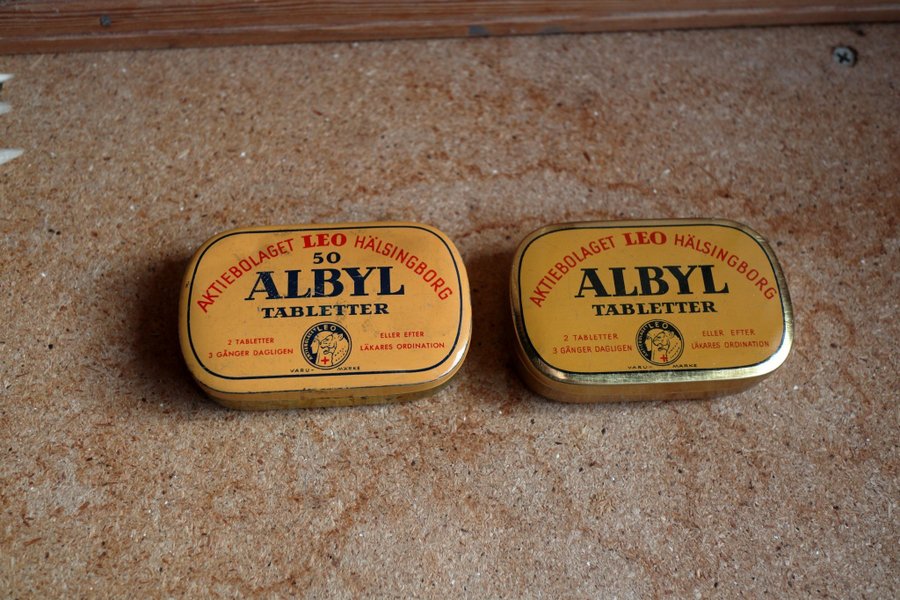 AKTIEBOLAGET LEO HÄLSINGBORG
50
ALBYL
TABLETTER
2 TABLETTER
3 GÅNGER DAGLIGEN
ELLER EFTER
LÄKARES ORDINATION
LEO
VARU-MÄRKE
AKTIEBOLAGET LEO HÄLSINGBORG
ALBYL
TABLETTER
2 TABLETTER
3 GÅNGER DAGLIGEN
ELLER EFTER
LÄKARES ORDINATION
LEO
VARU-MÄRKE